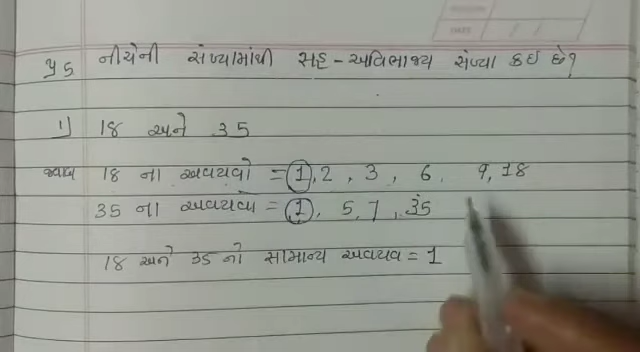 પ્ર 5 નીચેની સંખ્યામાંથી સહ-અવિભાજ્ય સંખ્યા કઈ છે?
1) 18 અને 35
જવાબ 18 ના અવયવો = 1, 2, 3, 6, 9, 18
35 ના અવયવો = 1, 5, 7, 35
18 અને 35 નો સામાન્ય અવયવ = 1